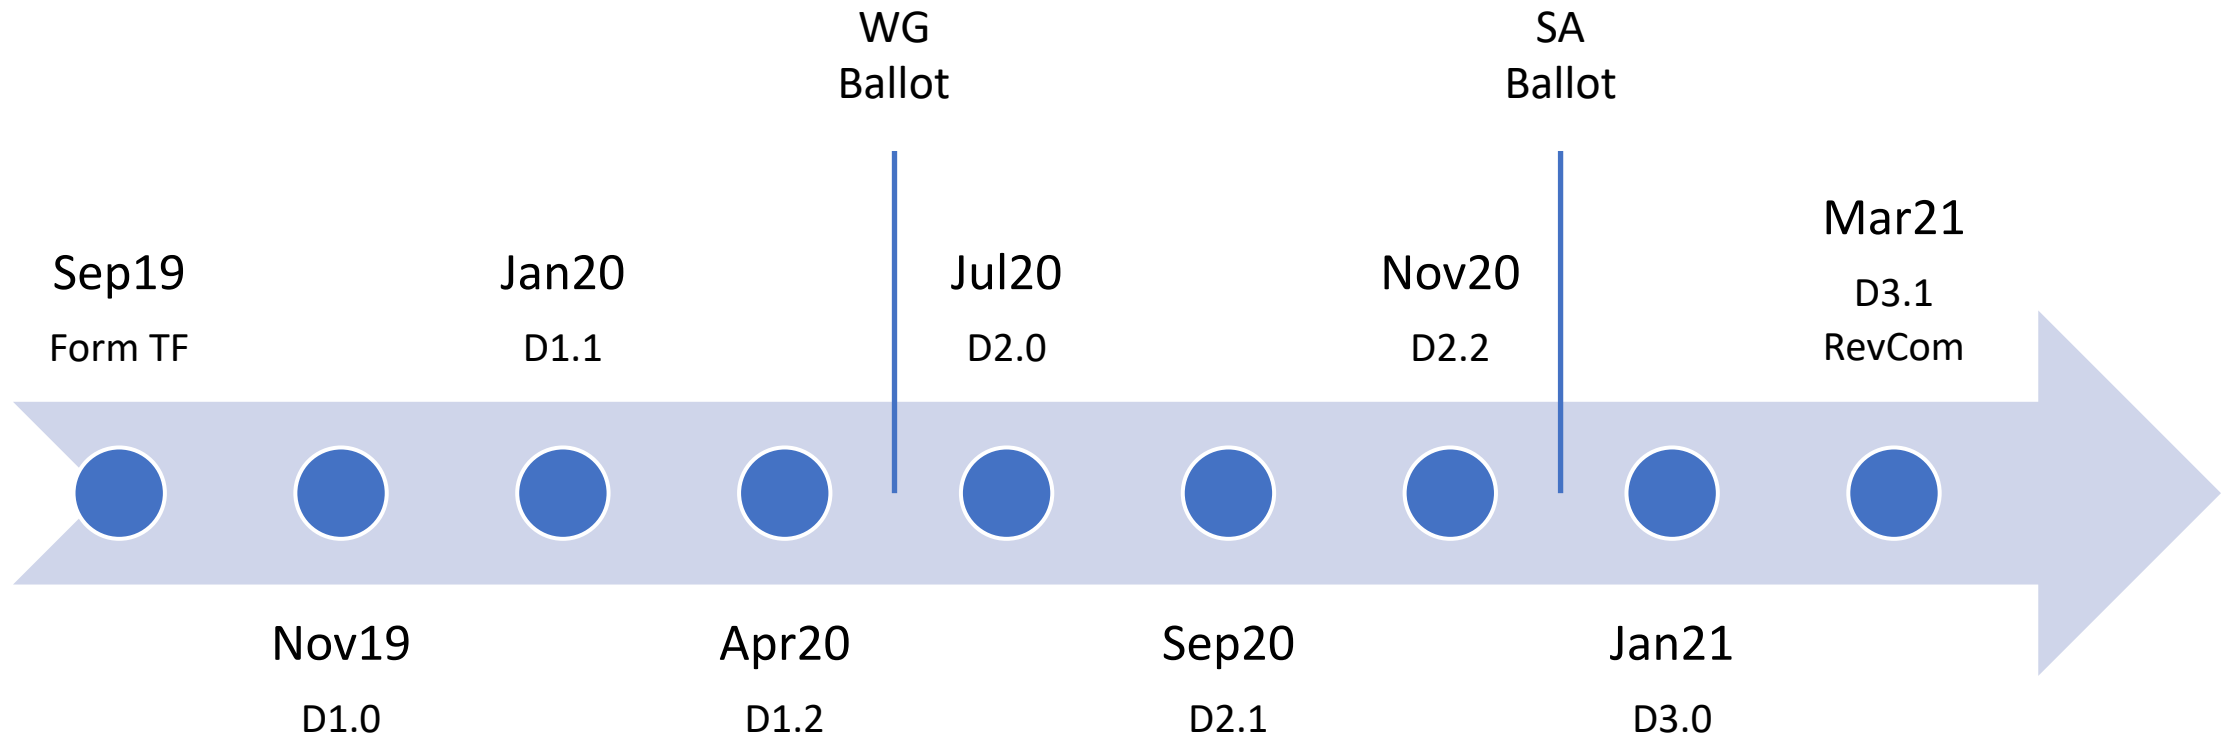 WG
Ballot
SA
Ballot
Sep19
Form TF
Jan20
D1.1
Jul20
D2.0
Nov20
D2.2
Mar21
D3.1
RevCom
Nov19
D1.0
Apr20
D1.2
Sep20
D2.1
Jan21
D3.0